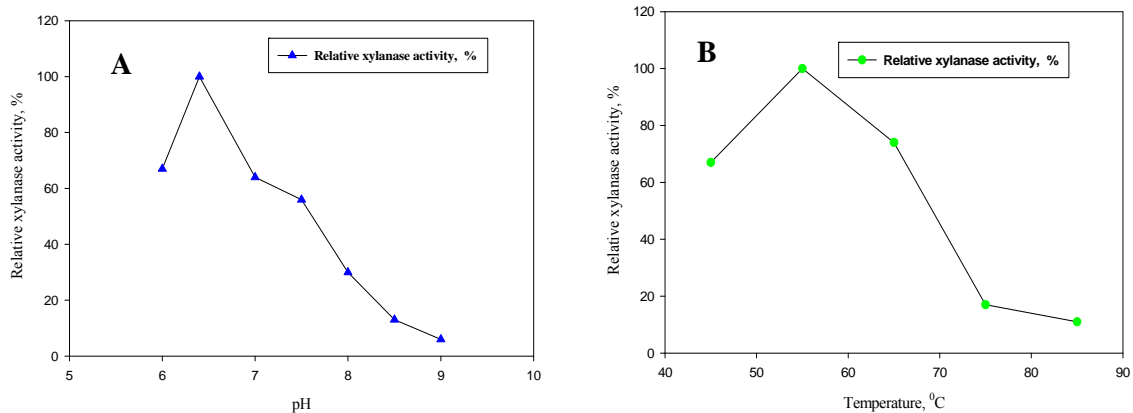 A
Relative xylanase activity, %
Relative xylanase activity, %
120
100
80
60
40
20
0
5 6 7 8 9 10
pH
B
Relative xylanase activity, %
Relative xylanase activity, %
120
100
80
60
40
20
0
40 50 60 70 80 90
Temperature, ⁰C